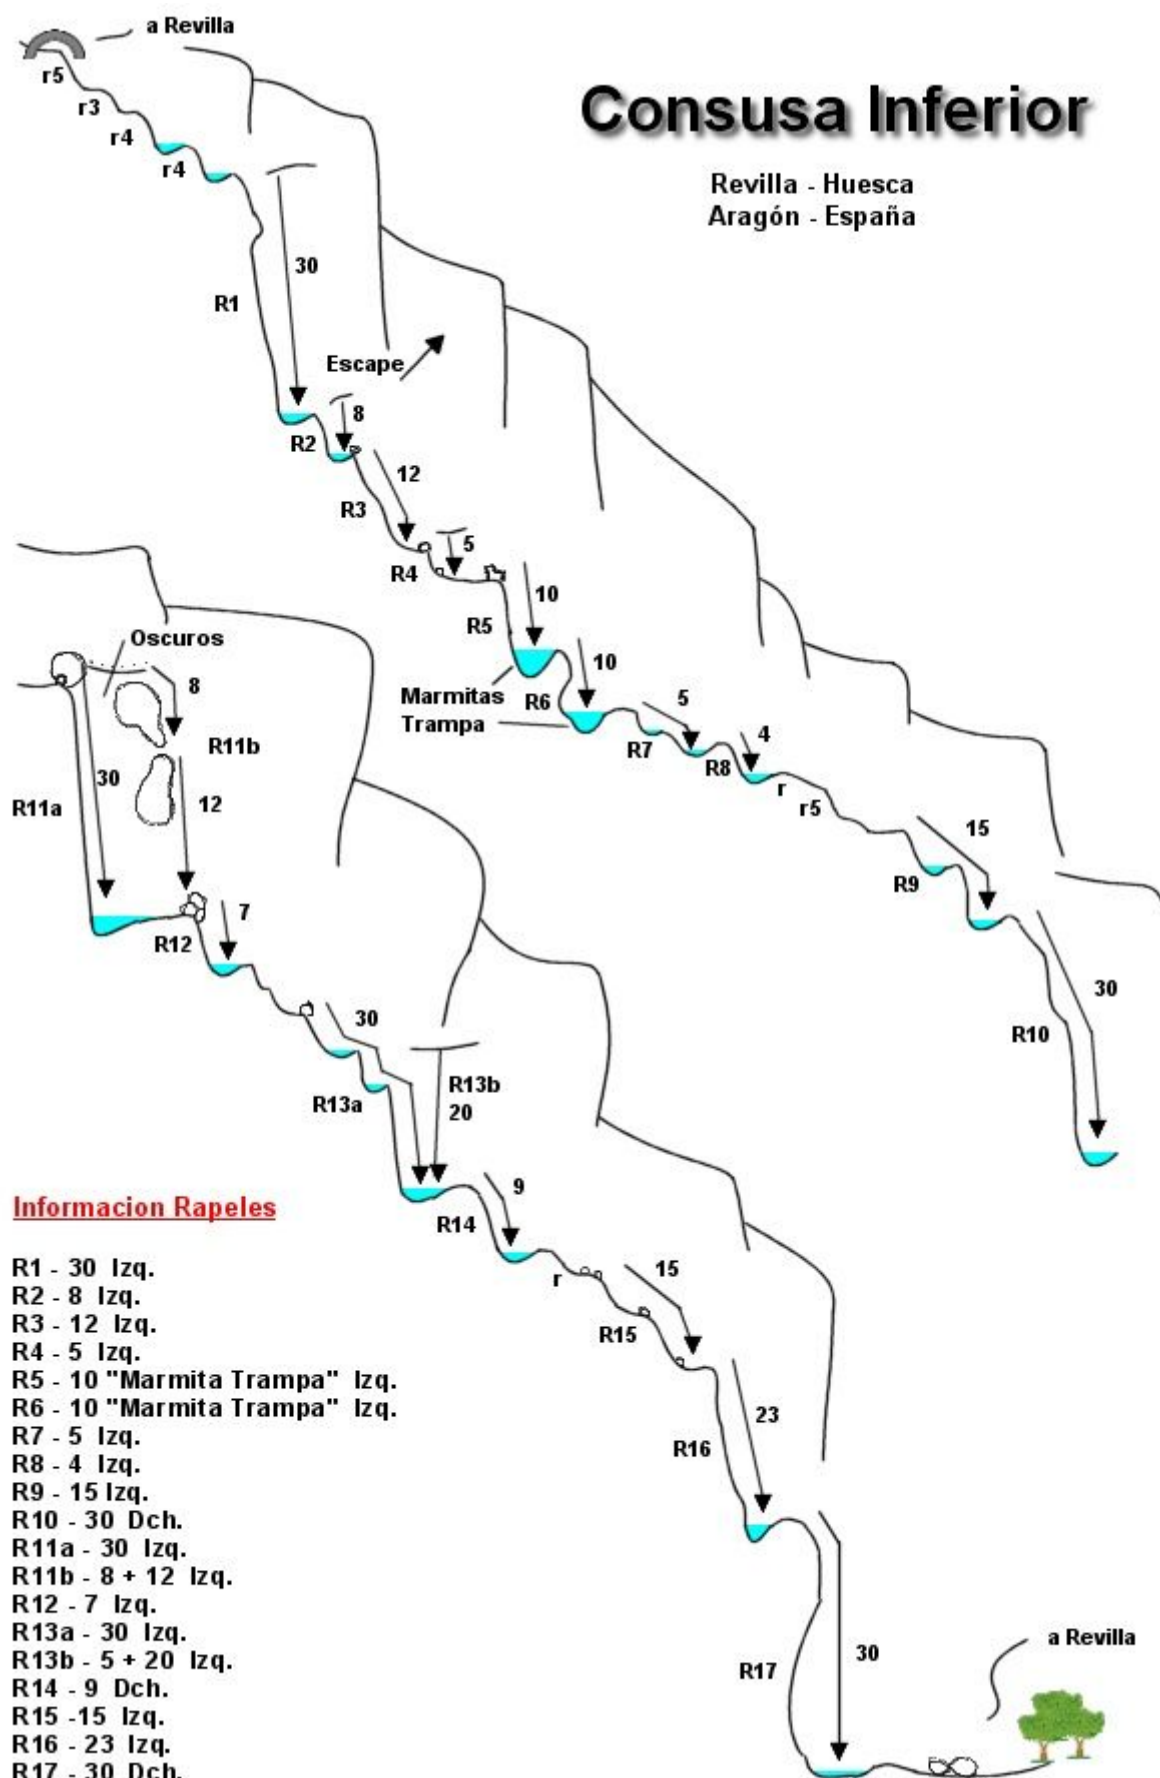 a Revilla
Consusa Inferior
Revilla - Huesca
Aragón - España
r5
r3
r4
r4
30
R1
Escape
8
R2
12
R3
5
R4
10
R5
10
Marmitas
Trampa
R6
5
R7
R8
4
r
r5
15
R9
30
R10
Oscuros
8
R11b
30
R11a
12
7
R12
30
R13a
R13b
20
9
R14
r
15
R15
23
R16
30
R17
a Revilla
Informacion Rapeles
R1 - 30 Izq.
R2 - 8 Izq.
R3 - 12 Izq.
R4 - 5 Izq.
R5 - 10 "Marmita Trampa" Izq.
R6 - 10 "Marmita Trampa" Izq.
R7 - 5 Izq.
R8 - 4 Izq.
R9 - 15 Izq.
R10 - 30 Dch.
R11a - 30 Izq.
R11b - 8 + 12 Izq.
R12 - 7 Izq.
R13a - 30 Izq.
R13b - 5 + 20 Izq.
R14 - 9 Dch.
R15 -15 Izq.
R16 - 23 Izq.
R17 - 30 Dch.